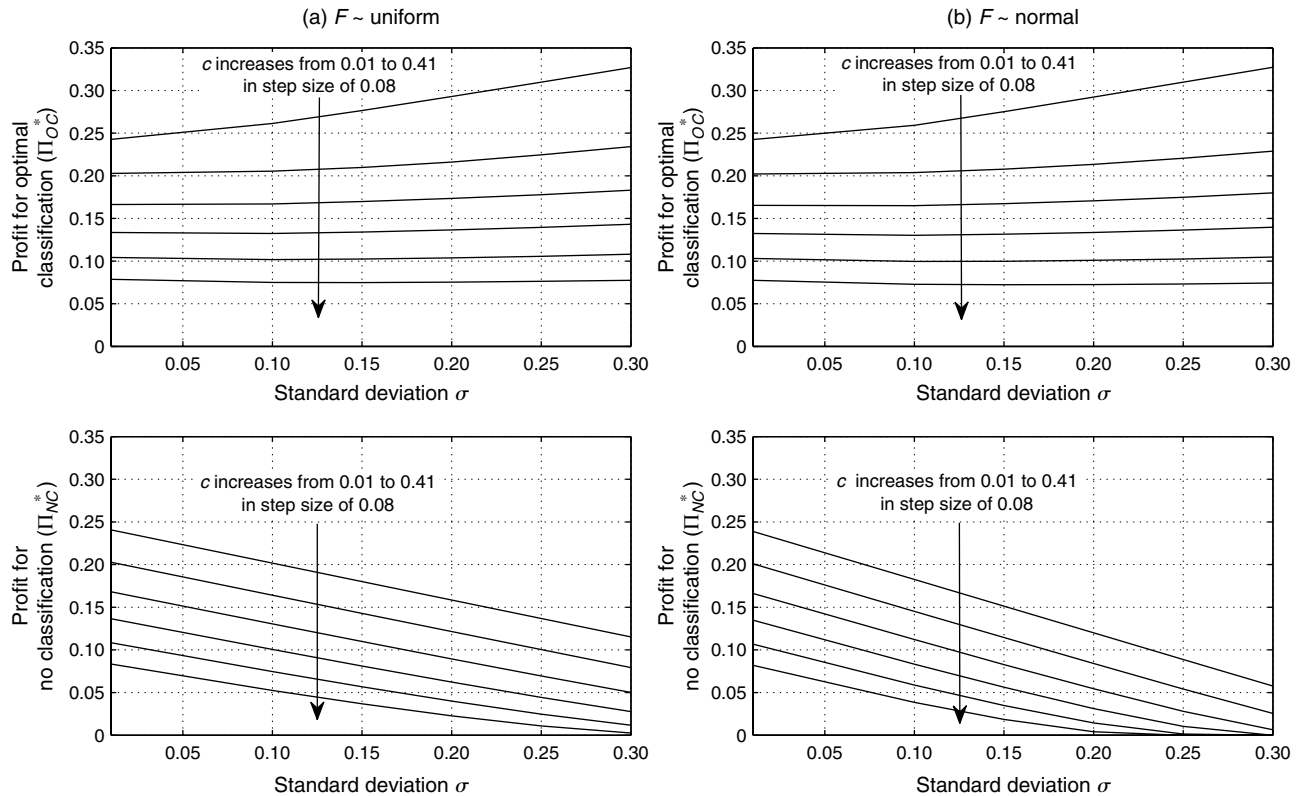 (a) F ~ uniform
0.35
0.30
0.25
0.20
0.15
0.10
0.05
0
Profit for optimal
classification (Π*OC)
c increases from 0.01 to 0.41
in step size of 0.08
0.05 0.10 0.15 0.20 0.25 0.30
Standard deviation σ
(b) F ~ normal
0.35
0.30
0.25
0.20
0.15
0.10
0.05
0
Profit for optimal
classification (Π*OC)
c increases from 0.01 to 0.41
in step size of 0.08
0.05 0.10 0.15 0.20 0.25 0.30
Standard deviation σ
0.35
0.30
0.25
0.20
0.15
0.10
0.05
0
Profit for
no classification (Π*NC)
c increases from 0.01 to 0.41
in step size of 0.08
0.05 0.10 0.15 0.20 0.25 0.30
Standard deviation σ
0.35
0.30
0.25
0.20
0.15
0.10
0.05
0
Profit for
no classification (Π*NC)
c increases from 0.01 to 0.41
in step size of 0.08
0.05 0.10 0.15 0.20 0.25 0.30
Standard deviation σ